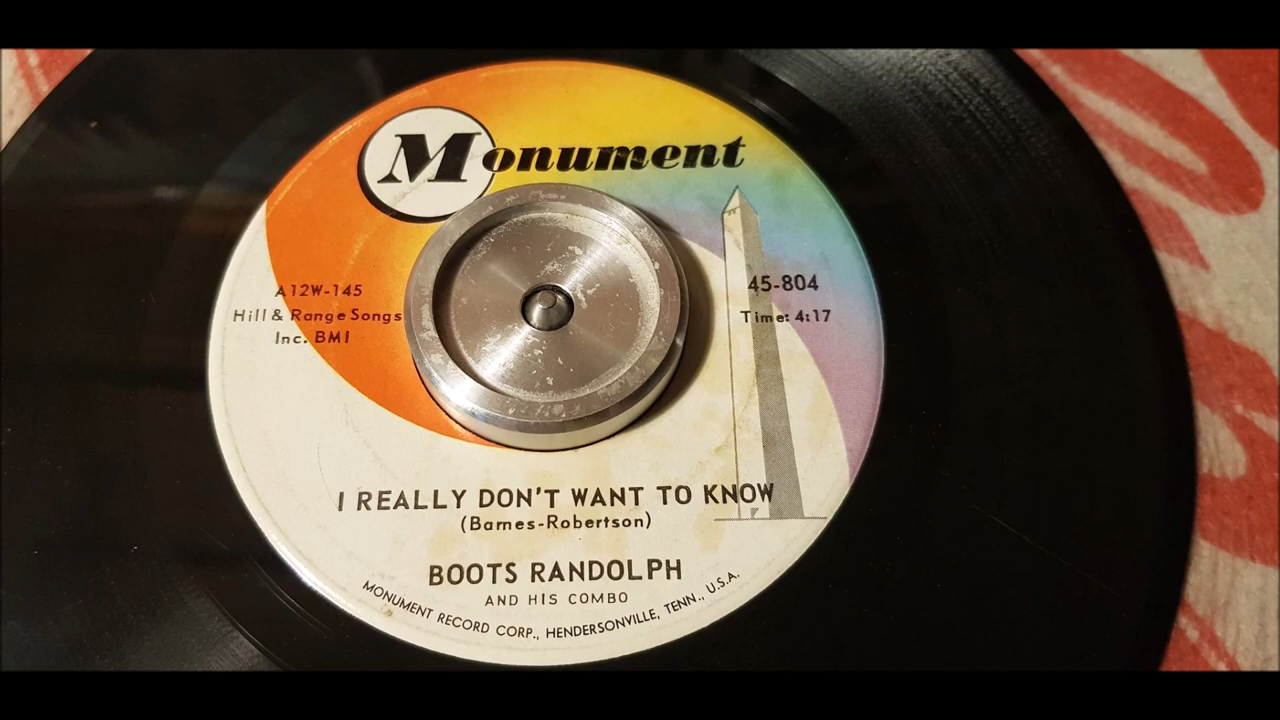 Monument
A12W-145
Hill & Range Songs
Inc. BMI
45-804
Time: 4:17
I REALLY DON'T WANT TO KNOW
(Barnes-Robertson)
BOOTS RANDOLPH
AND HIS COMBO
MONUMENT RECORD CORP., HENDERSONVILLE, TENN., U.S.A.